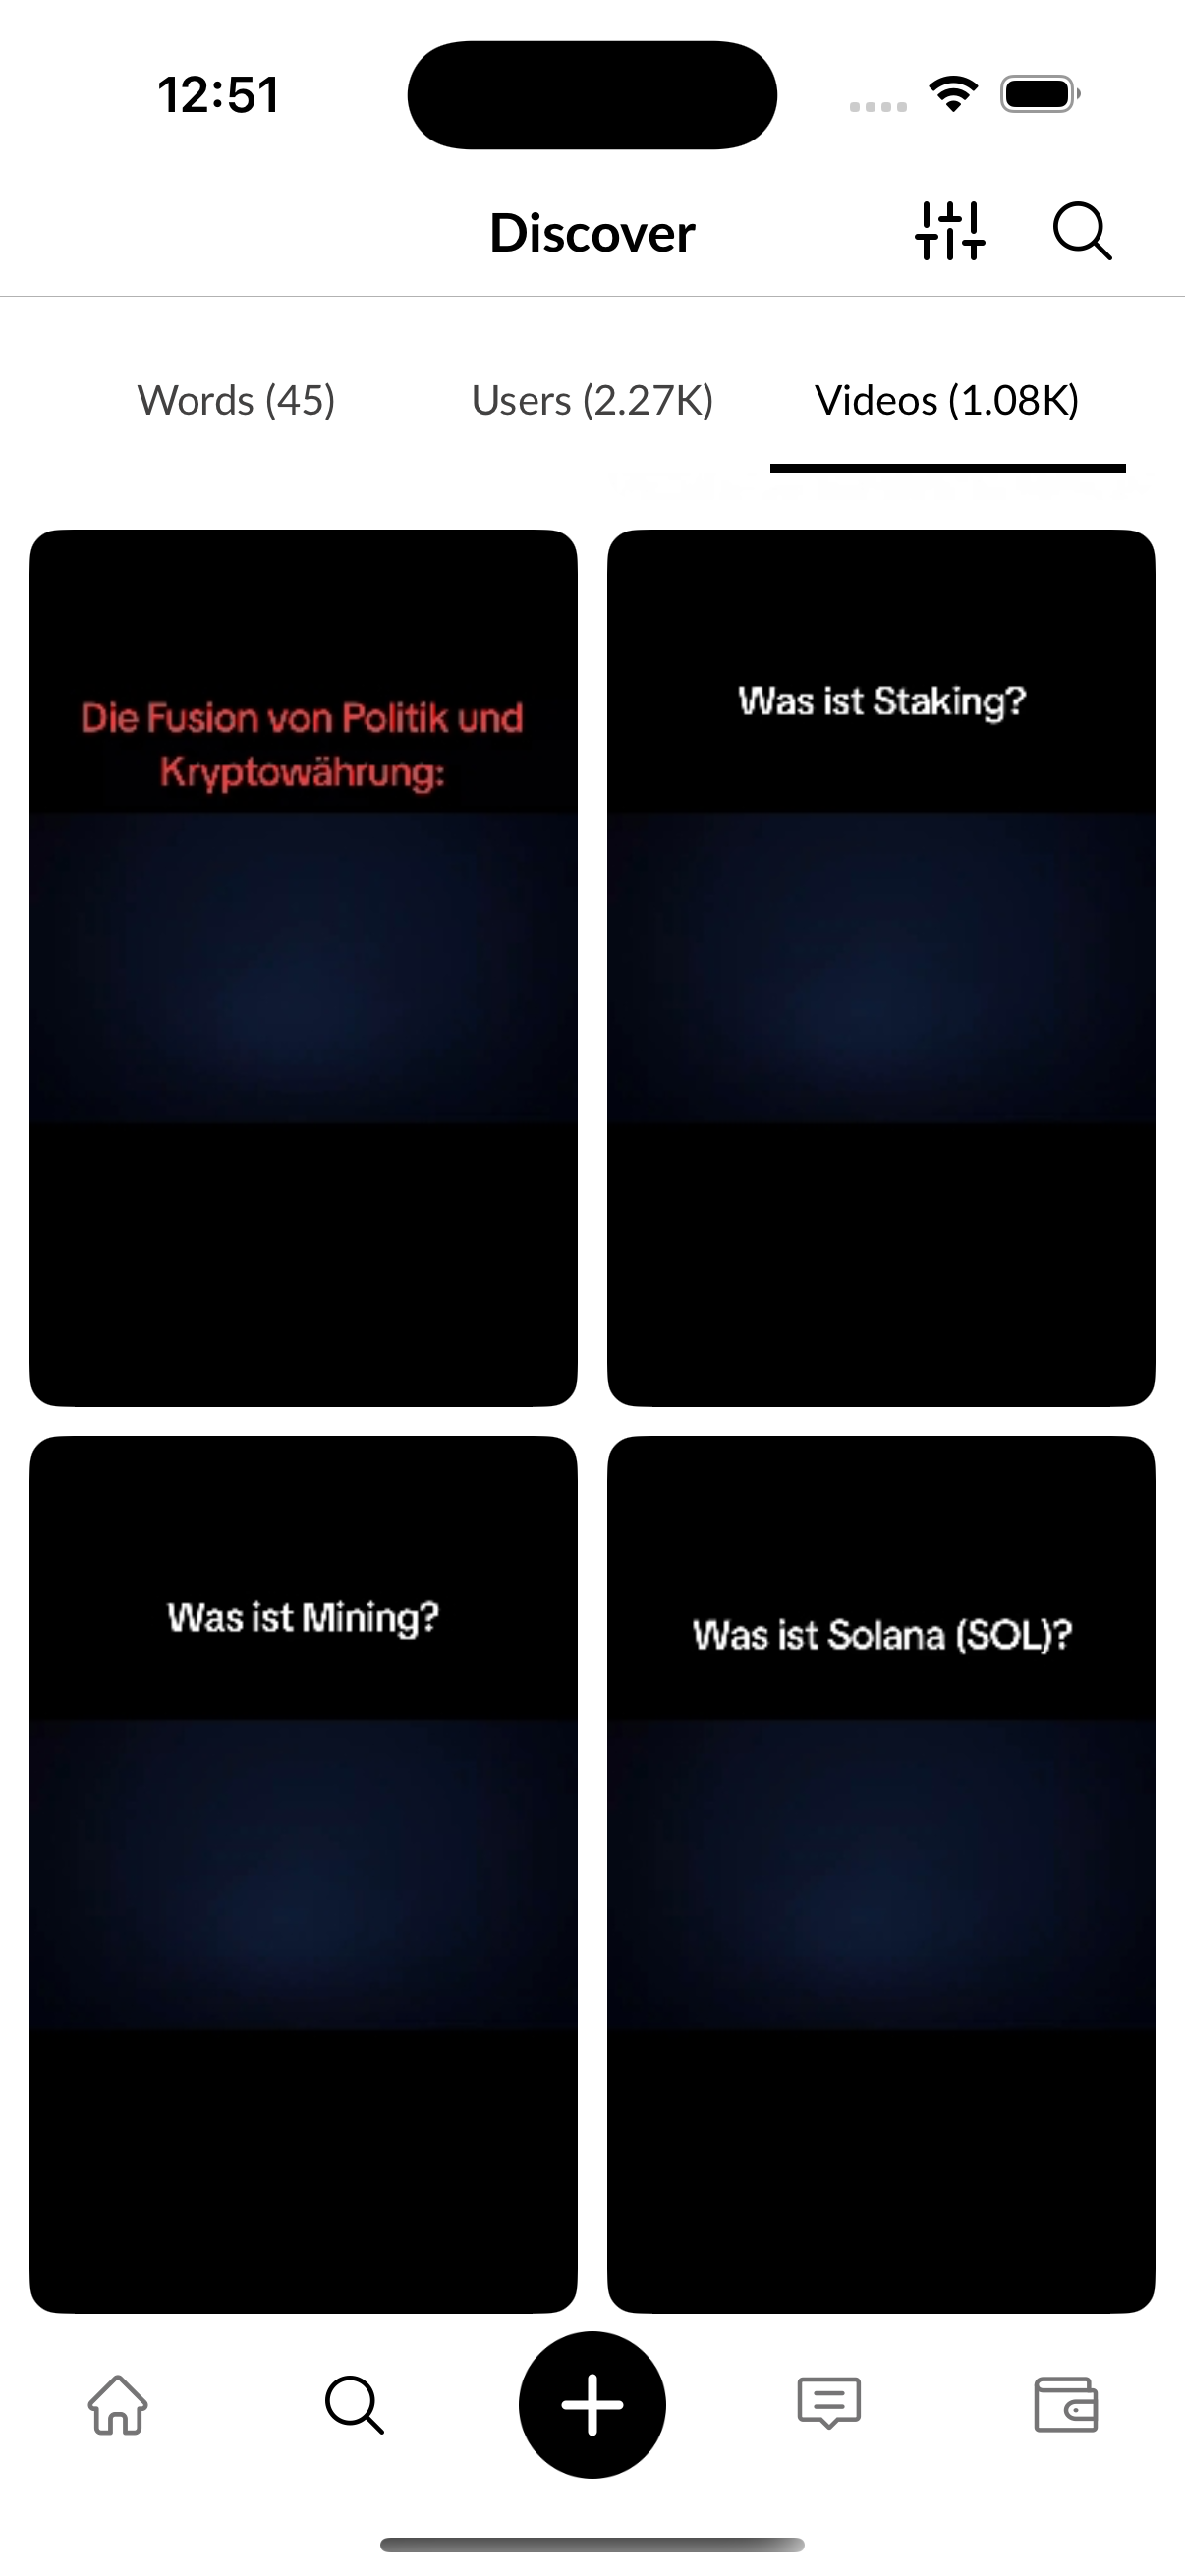 12:51
Discover
Words (45)
Users (2.27K)
Videos (1.08K)
Die Fusion von Politik und
Kryptowährung:
Was ist Staking?
Was ist Mining?
Was ist Solana (SOL)?